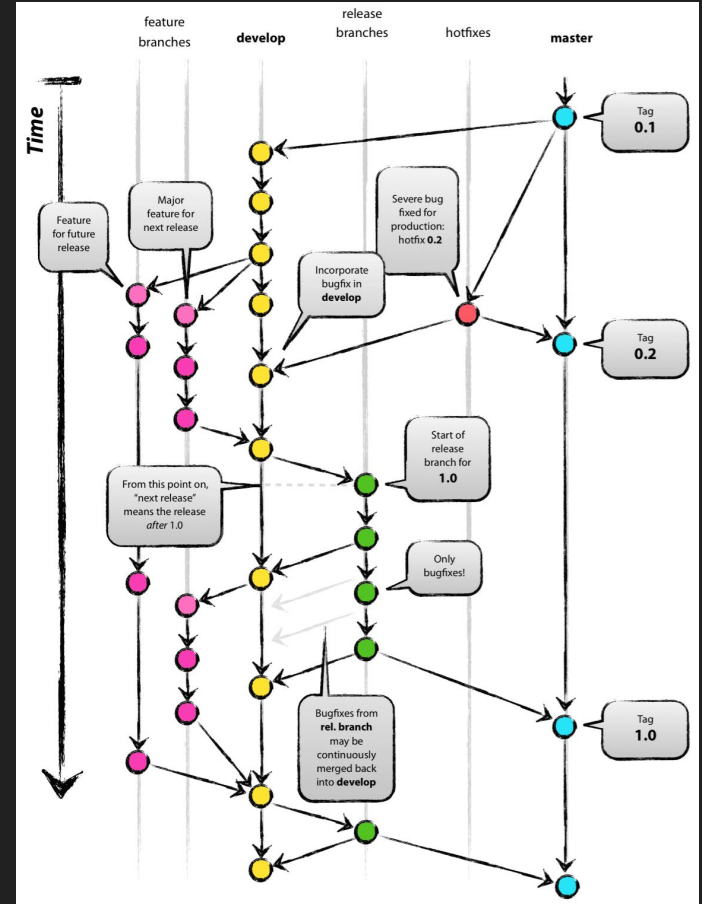 feature
branches
develop
release
branches
hotfixes
master
Time
Tag
0.1
Feature
for future
release
Major
feature for
next release
Severe bug
fixed for
production:
hotfix 0.2
Incorporate
bugfix in
develop
Tag
0.2
Start of
release
branch for
1.0
From this point on,
“next release”
means the release
after 1.0
Only
bugfixes!
Bugfixes from
rel. branch
may be
continuously
merged back
into develop
Tag
1.0